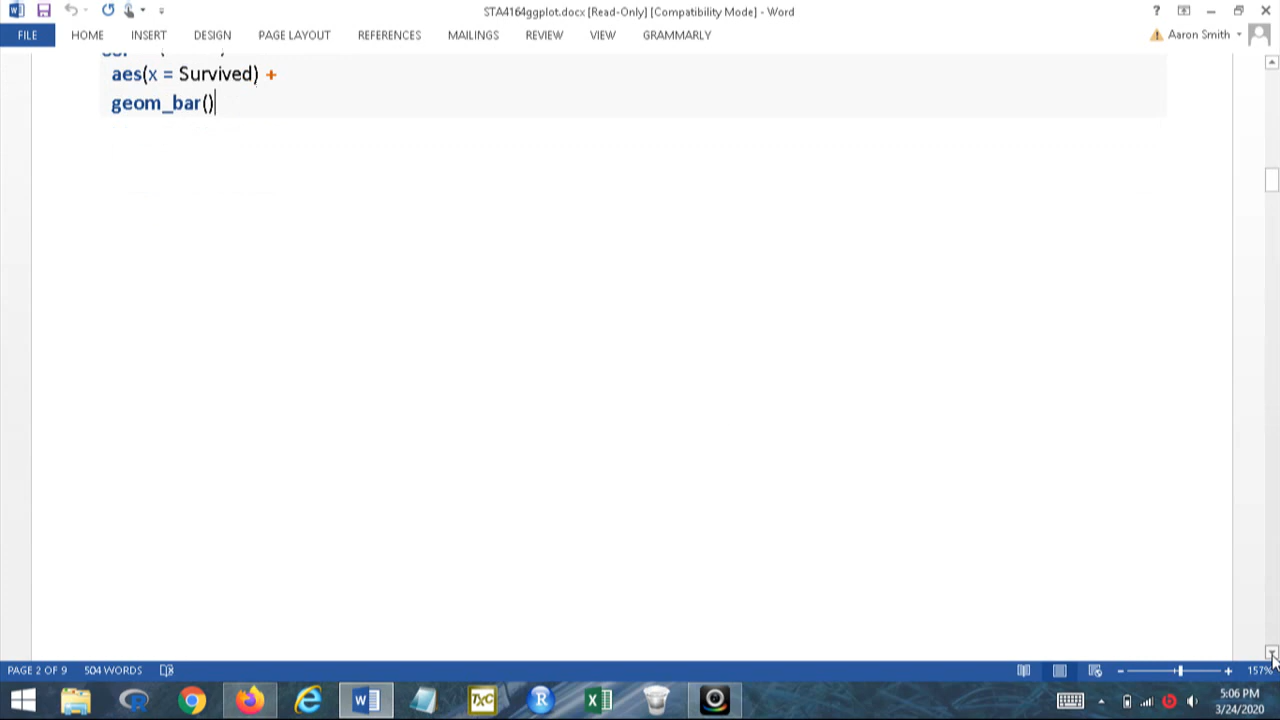 STA4164ggplot.docx [Read-Only] [Compatibility Mode] - Word
FILE HOME INSERT DESIGN PAGE LAYOUT REFERENCES MAILINGS REVIEW VIEW GRAMMARLY Aaron Smith
aes(x = Survived) +
geom_bar()
PAGE 2 OF 9 504 WORDS 157%
5:06 PM
3/24/2020